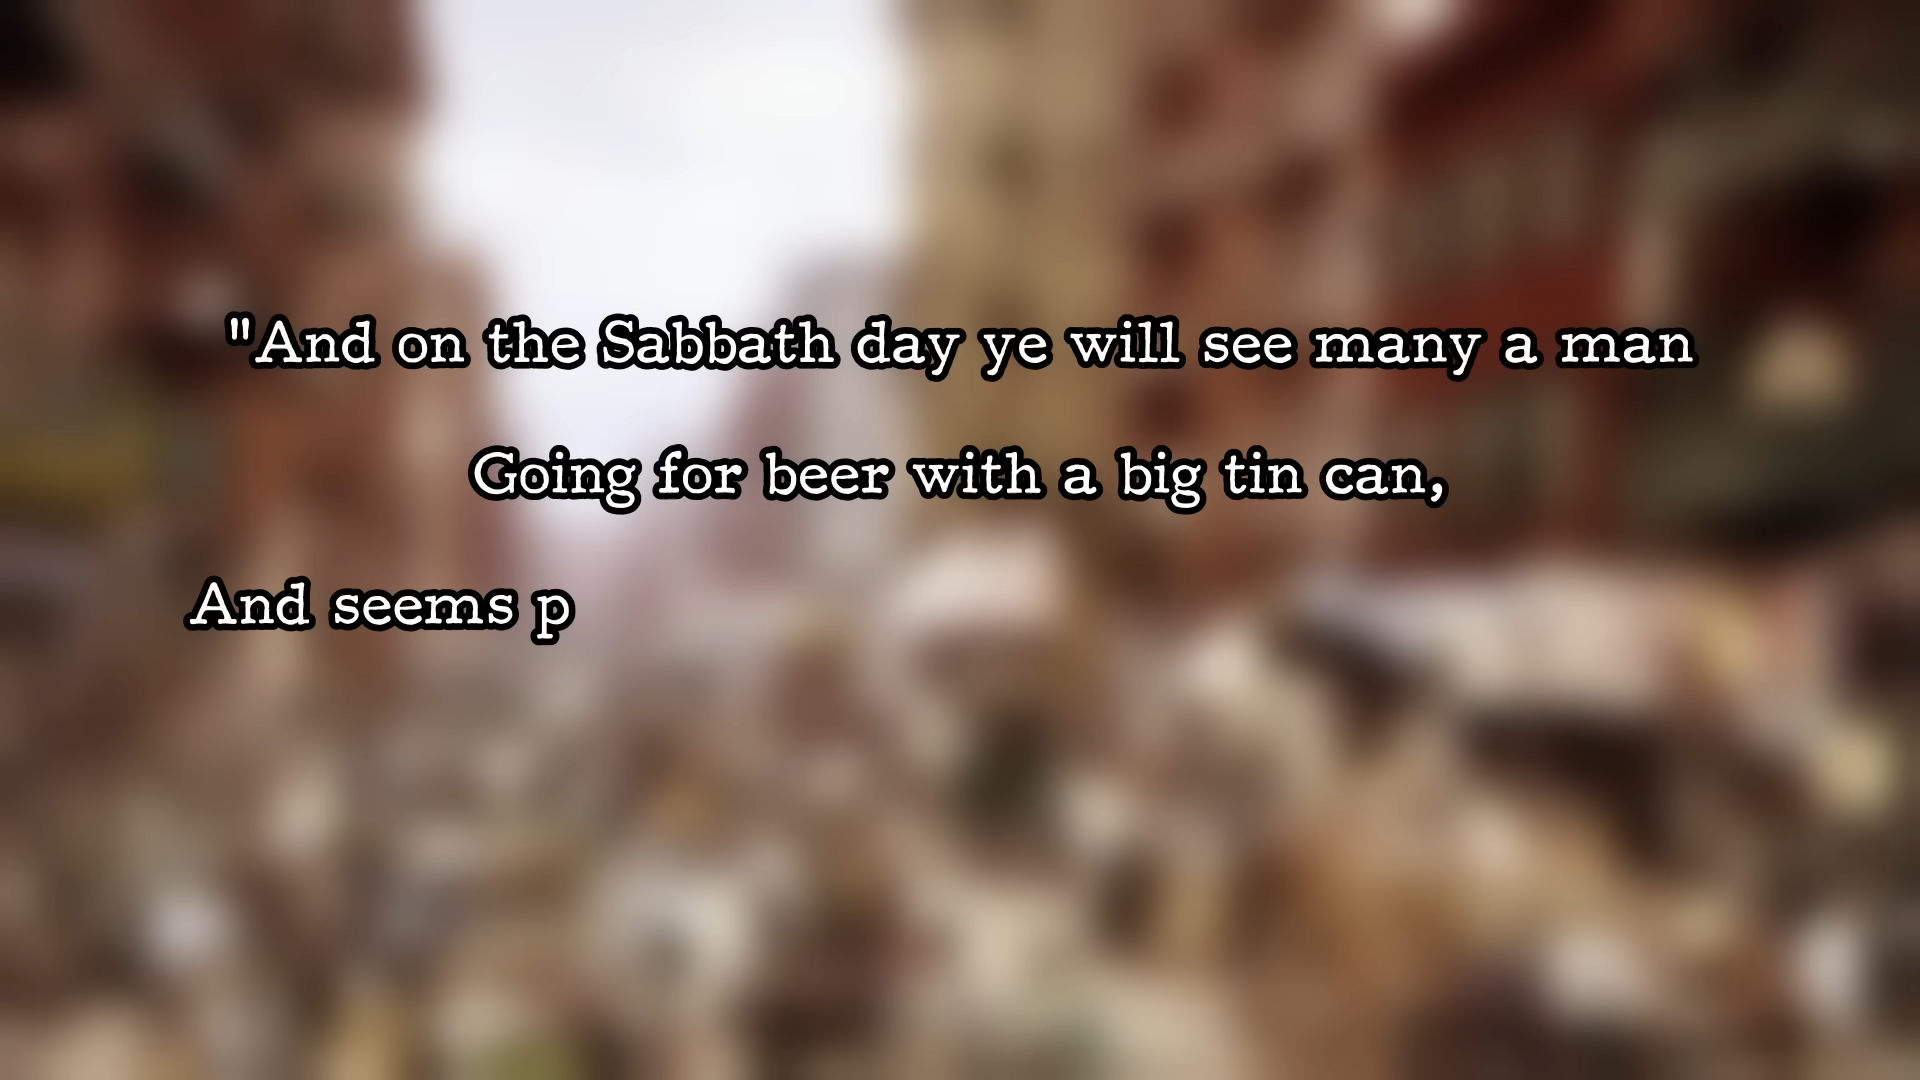 "And on the Sabbath day ye will see many a man
Going for beer with a big tin can,
And seems p